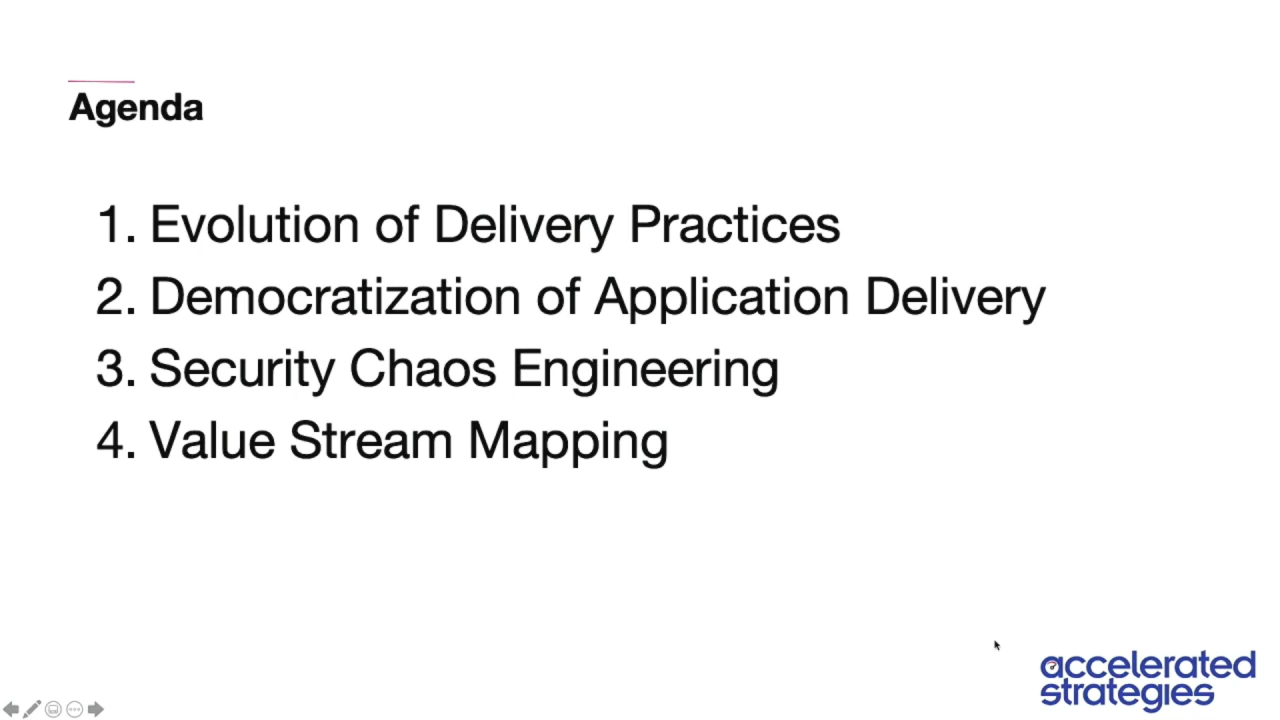 Agenda
1. Evolution of Delivery Practices
2. Democratization of Application Delivery
3. Security Chaos Engineering
4. Value Stream Mapping
accelerated
strategies